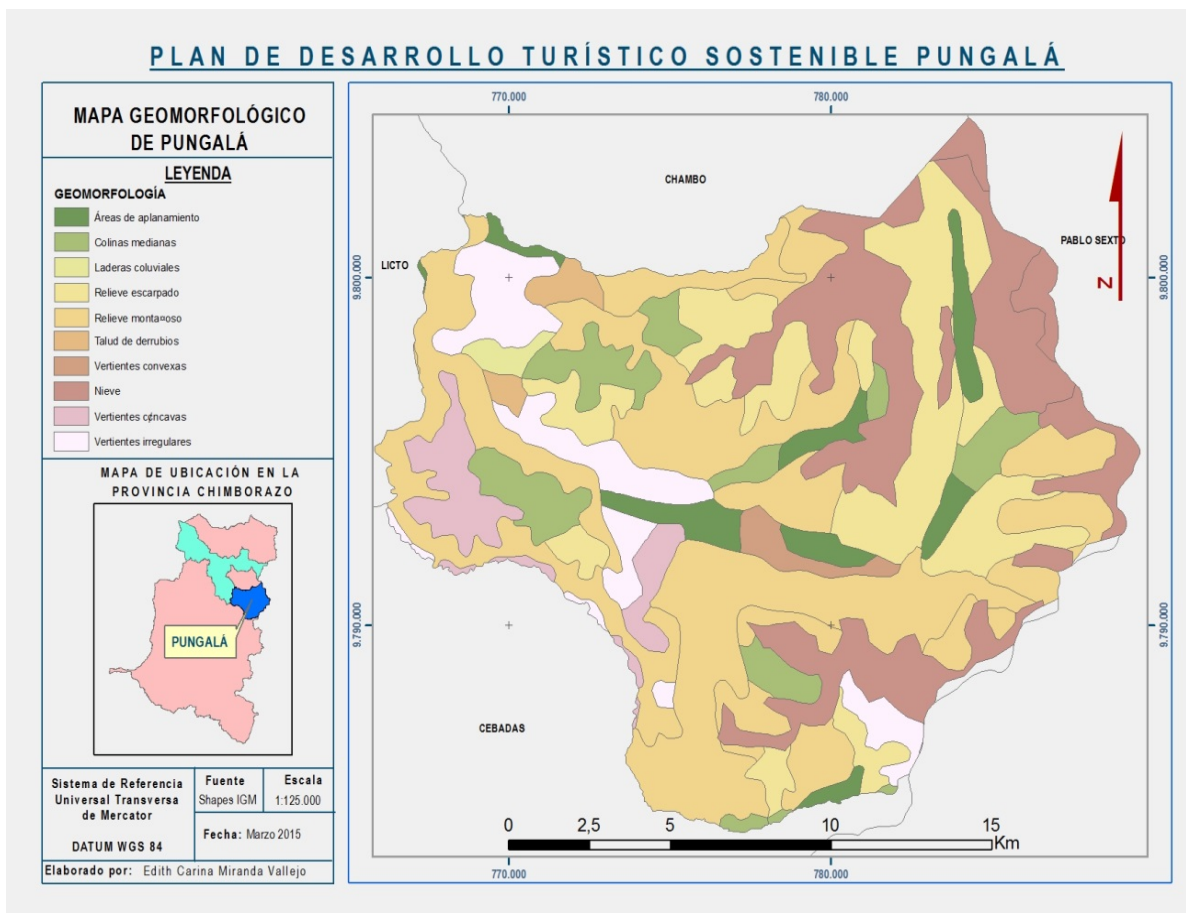 PLAN DE DESARROLLO TURÍSTICO SOSTENIBLE PUNGALÁ
MAPA GEOMORFOLÓGICO
DE PUNGALÁ
LEYENDA
GEOMORFOLOGÍA
Áreas de aplanamiento
Colinas medianas
Laderas coluviales
Relieve escarpado
Relieve monta¤oso
Talud de derrubios
Vertientes convexas
Nieve
Vertientes c¢ncavas
Vertientes irregulares
MAPA DE UBICACIÓN EN LA
PROVINCIA CHIMBORAZO
PUNGALÁ
Sistema de Referencia
Universal Transversa
de Mercator
DATUM WGS 84
Fuente
Shapes IGM
Escala
1:125.000
Fecha: Marzo 2015
Elaborado por: Edith Carina Miranda Vallejo
770.000
780.000
9.800.000
9.800.000
9.790.000
9.790.000
CHAMBO
PABLO SEXTO
LICTO
CEBADAS
N
0
2,5
5
10
15
Km
770.000
780.000